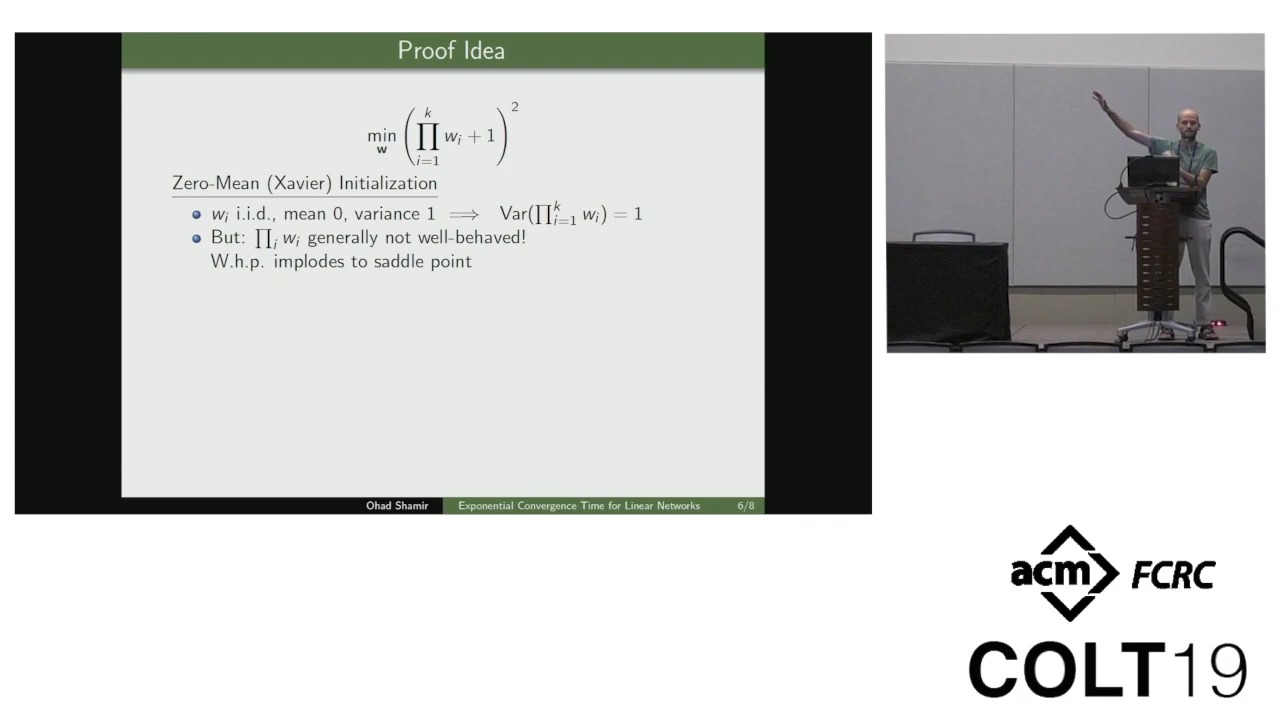 Proof Idea
min_w (∏_{i=1}^{k} w_i + 1)^2
Zero-Mean (Xavier) Initialization
w_i i.i.d., mean 0, variance 1 ⟹ Var(∏_{i=1}^{k} w_i) = 1
But: ∏_i w_i generally not well-behaved!
W.h.p. implodes to saddle point
Ohad Shamir Exponential Convergence Time for Linear Networks 6/8
acm FCRC
COLT19